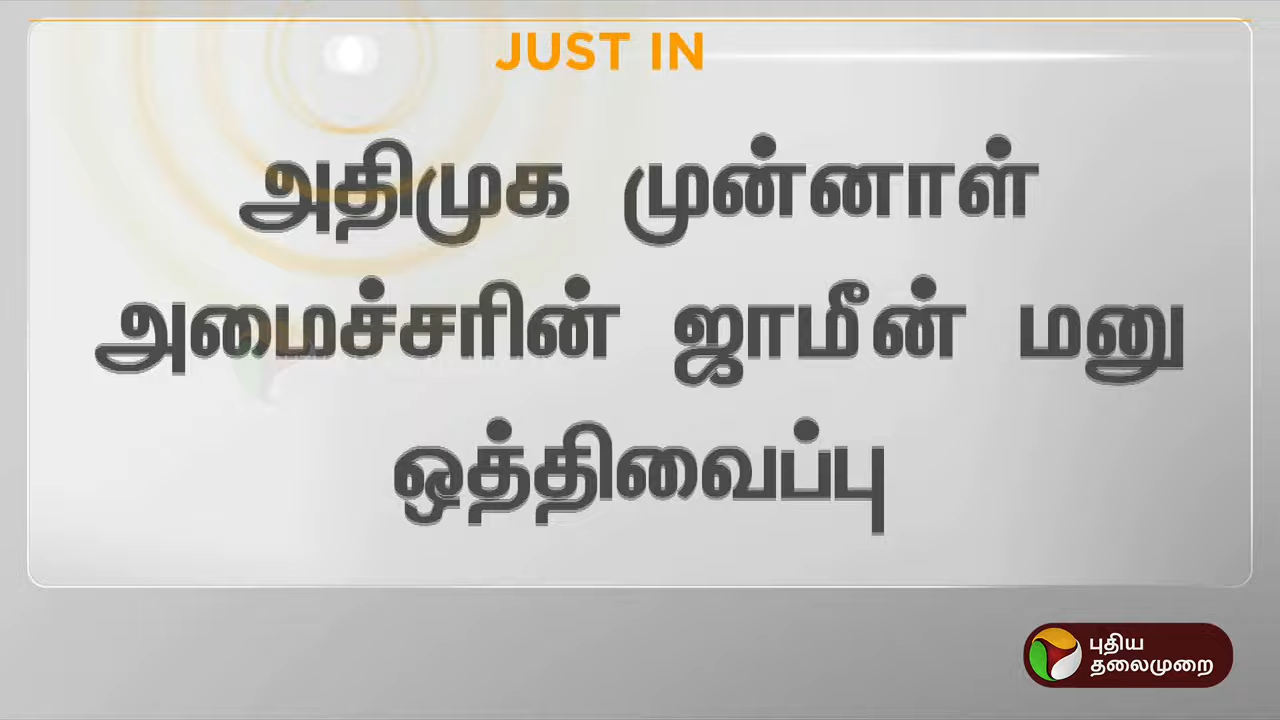 JUST IN
அதிமுக முன்னாள்
அமைச்சரின் ஜாமீன் மனு
ஒத்திவைப்பு
புதிய
தலைமுறை